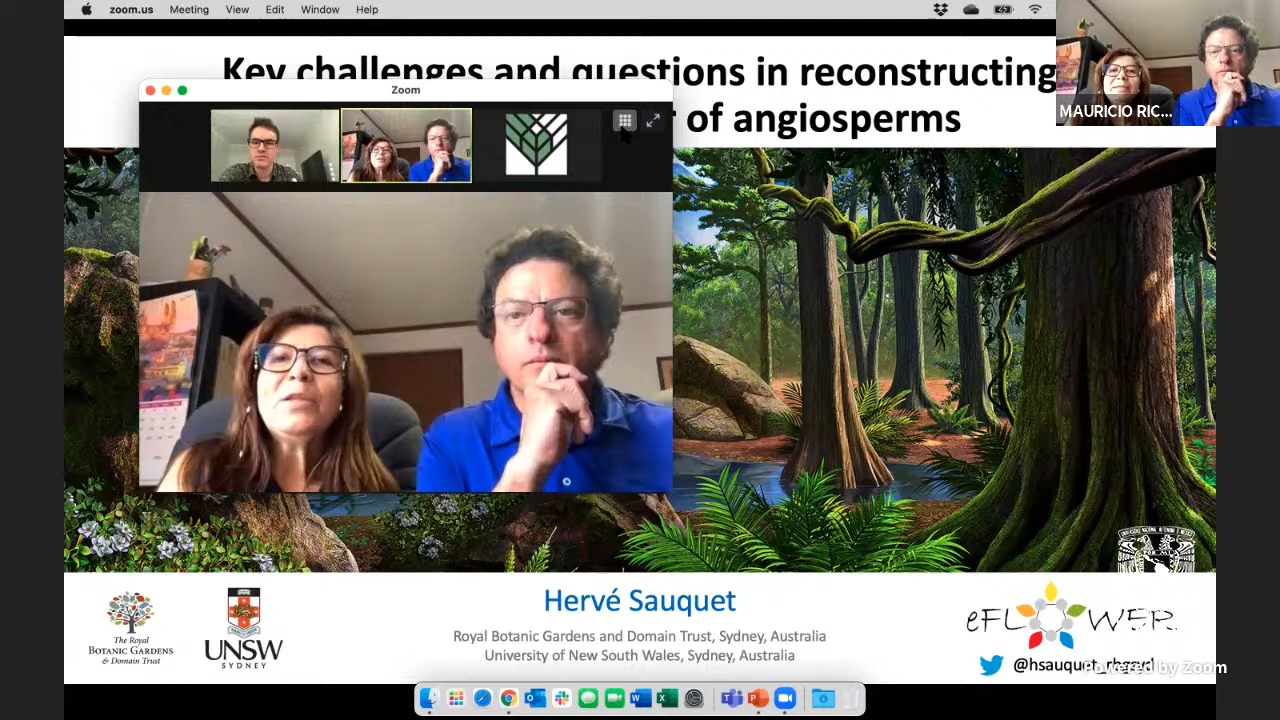 zoom.us Meeting View Edit Window Help
Key challenges and questions in reconstructing
of angiosperms
Zoom
MAURICIO RIC...
Hervé Sauquet
Royal Botanic Gardens and Domain Trust, Sydney, Australia
University of New South Wales, Sydney, Australia
The Royal
BOTANIC GARDENS
& Domain Trust
UNSW
SYDNEY
eFLOWER
@hsauquet_rbgsyd
Powered by Zoom